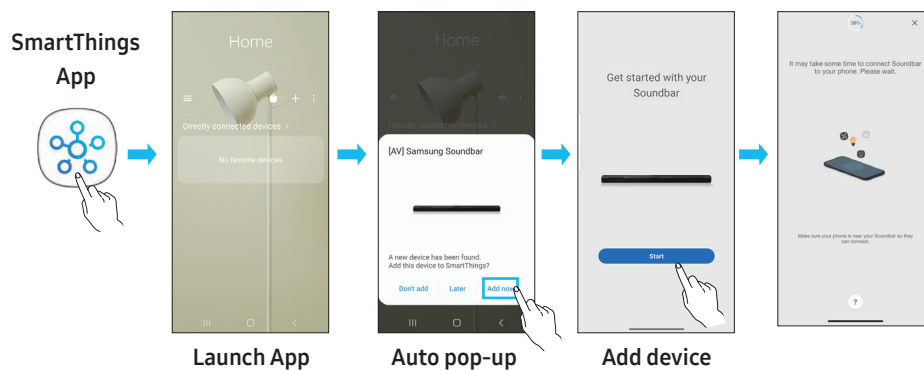 SmartThings
App
Home
Directly connected devices >
No favorite devices
Launch App
Home
Directly connected devices >
[AV] Samsung Soundbar
A new device has been found.
Add this device to SmartThings?
Don't add Later Add now
Auto pop-up
Get started with your
Soundbar
Start
Add device
38%
It may take some time to connect Soundbar
to your phone. Please wait.
Make sure your phone is near your Soundbar so they
can connect.
?